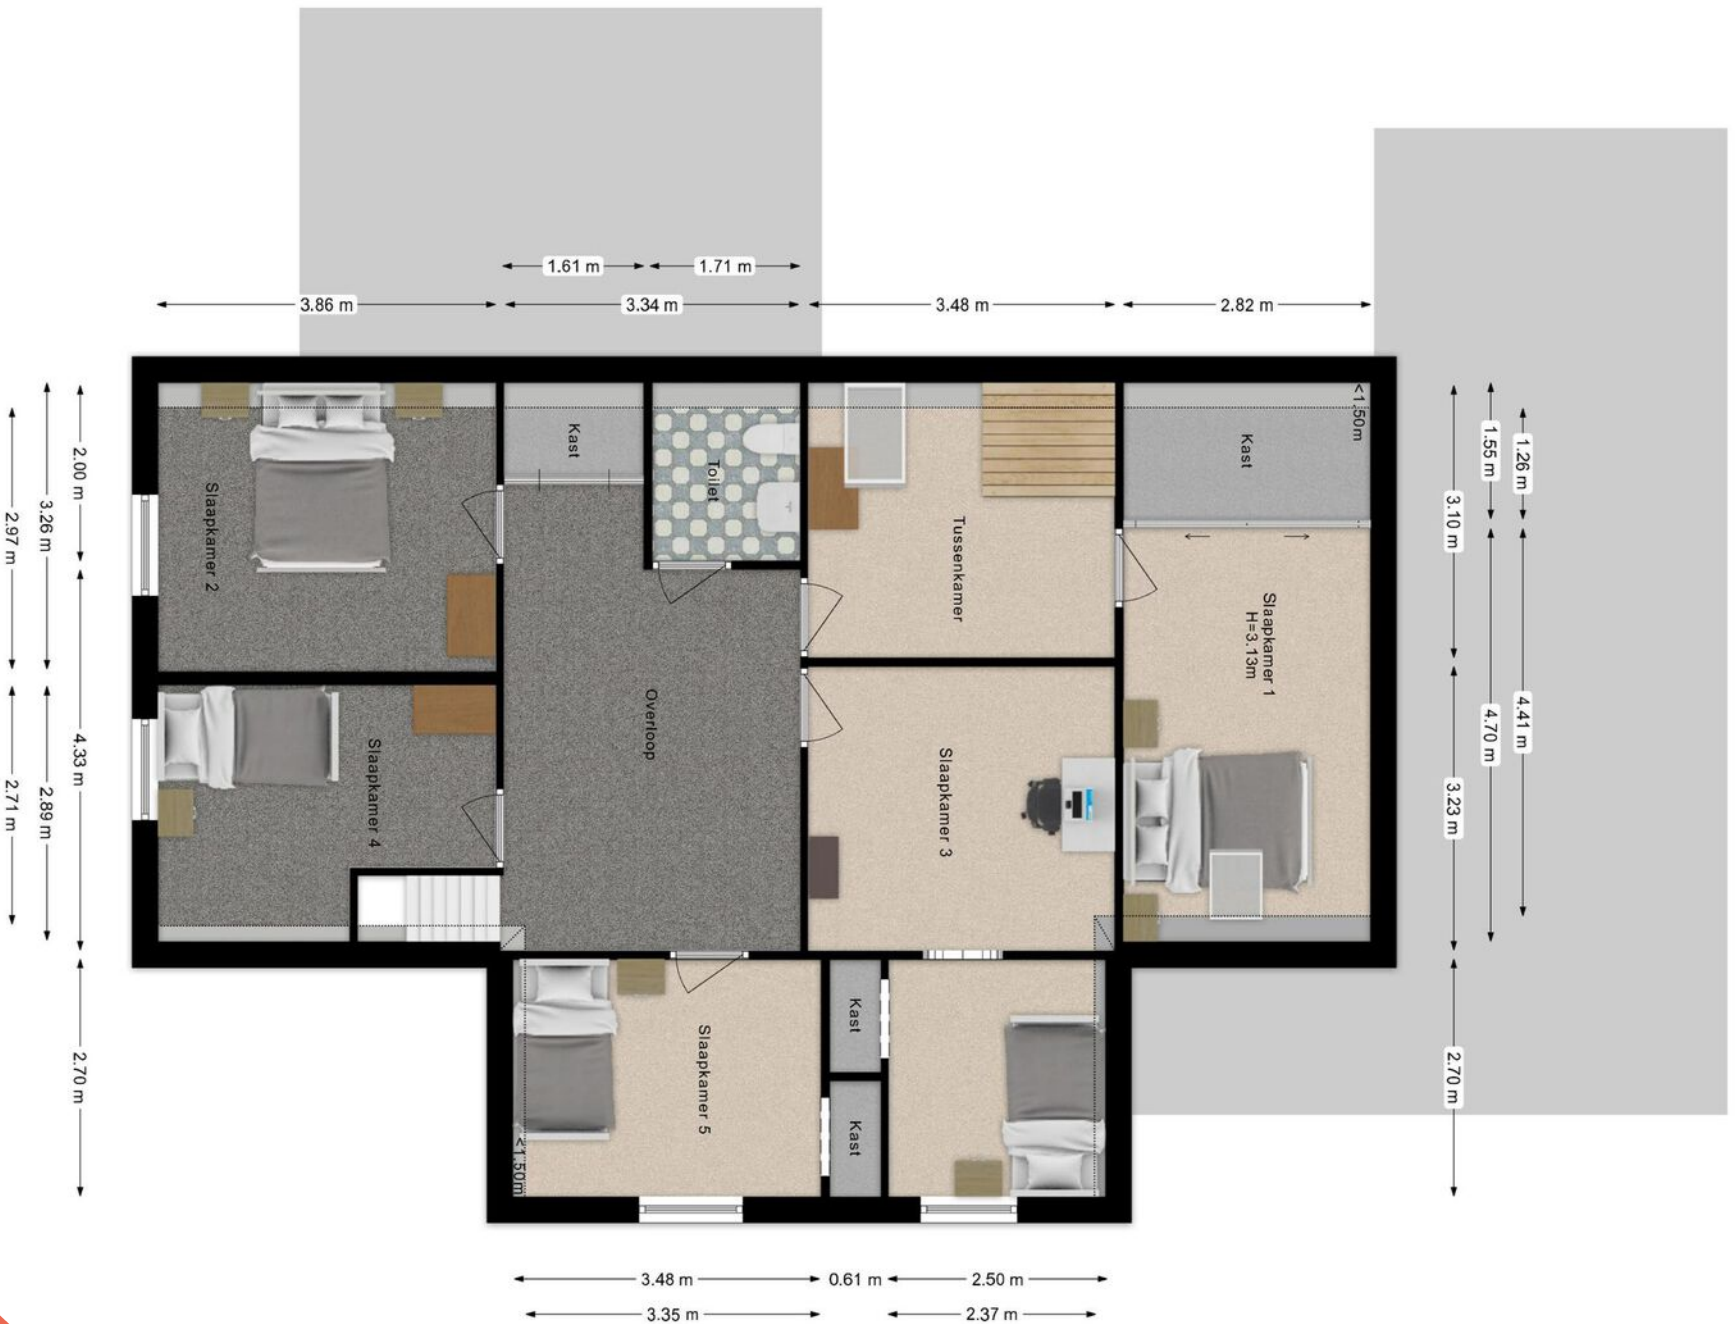 1.61 m
1.71 m
3.86 m
3.34 m
3.48 m
2.82 m
2.97 m
3.26 m
2.00 m
2.71 m
2.89 m
4.33 m
2.70 m
<1.50m
Kast
Kast
Toilet
Slaapkamer 2
Tussenkamer
Slaapkamer 1
H=3.13m
Overloop
Slaapkamer 4
Slaapkamer 3
Kast
Slaapkamer 5
Kast
<1.50m
3.10 m
1.55 m
1.26 m
3.23 m
4.70 m
4.41 m
2.70 m
3.48 m
0.61 m
2.50 m
3.35 m
2.37 m